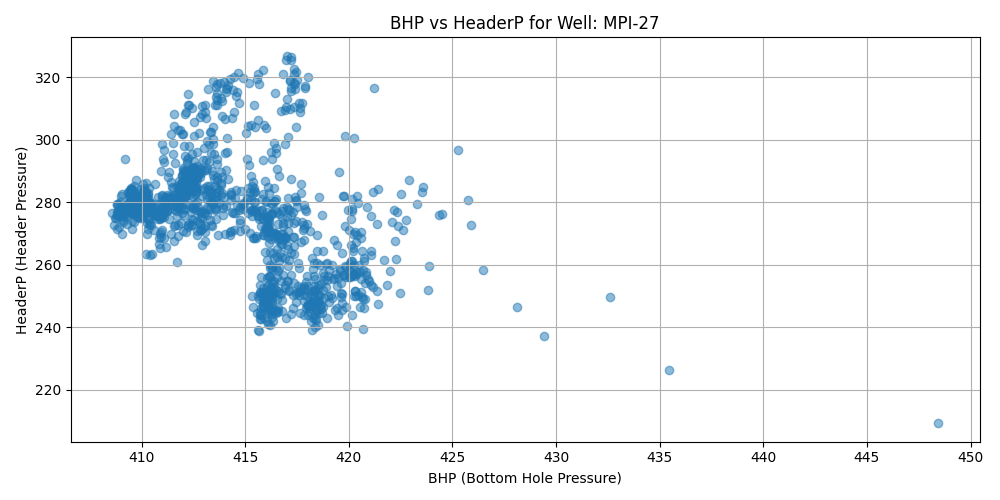 BHP vs HeaderP for Well: MPI-27
HeaderP (Header Pressure)
320
300
280
260
240
220
410 415 420 425 430 435 440 445 450
BHP (Bottom Hole Pressure)